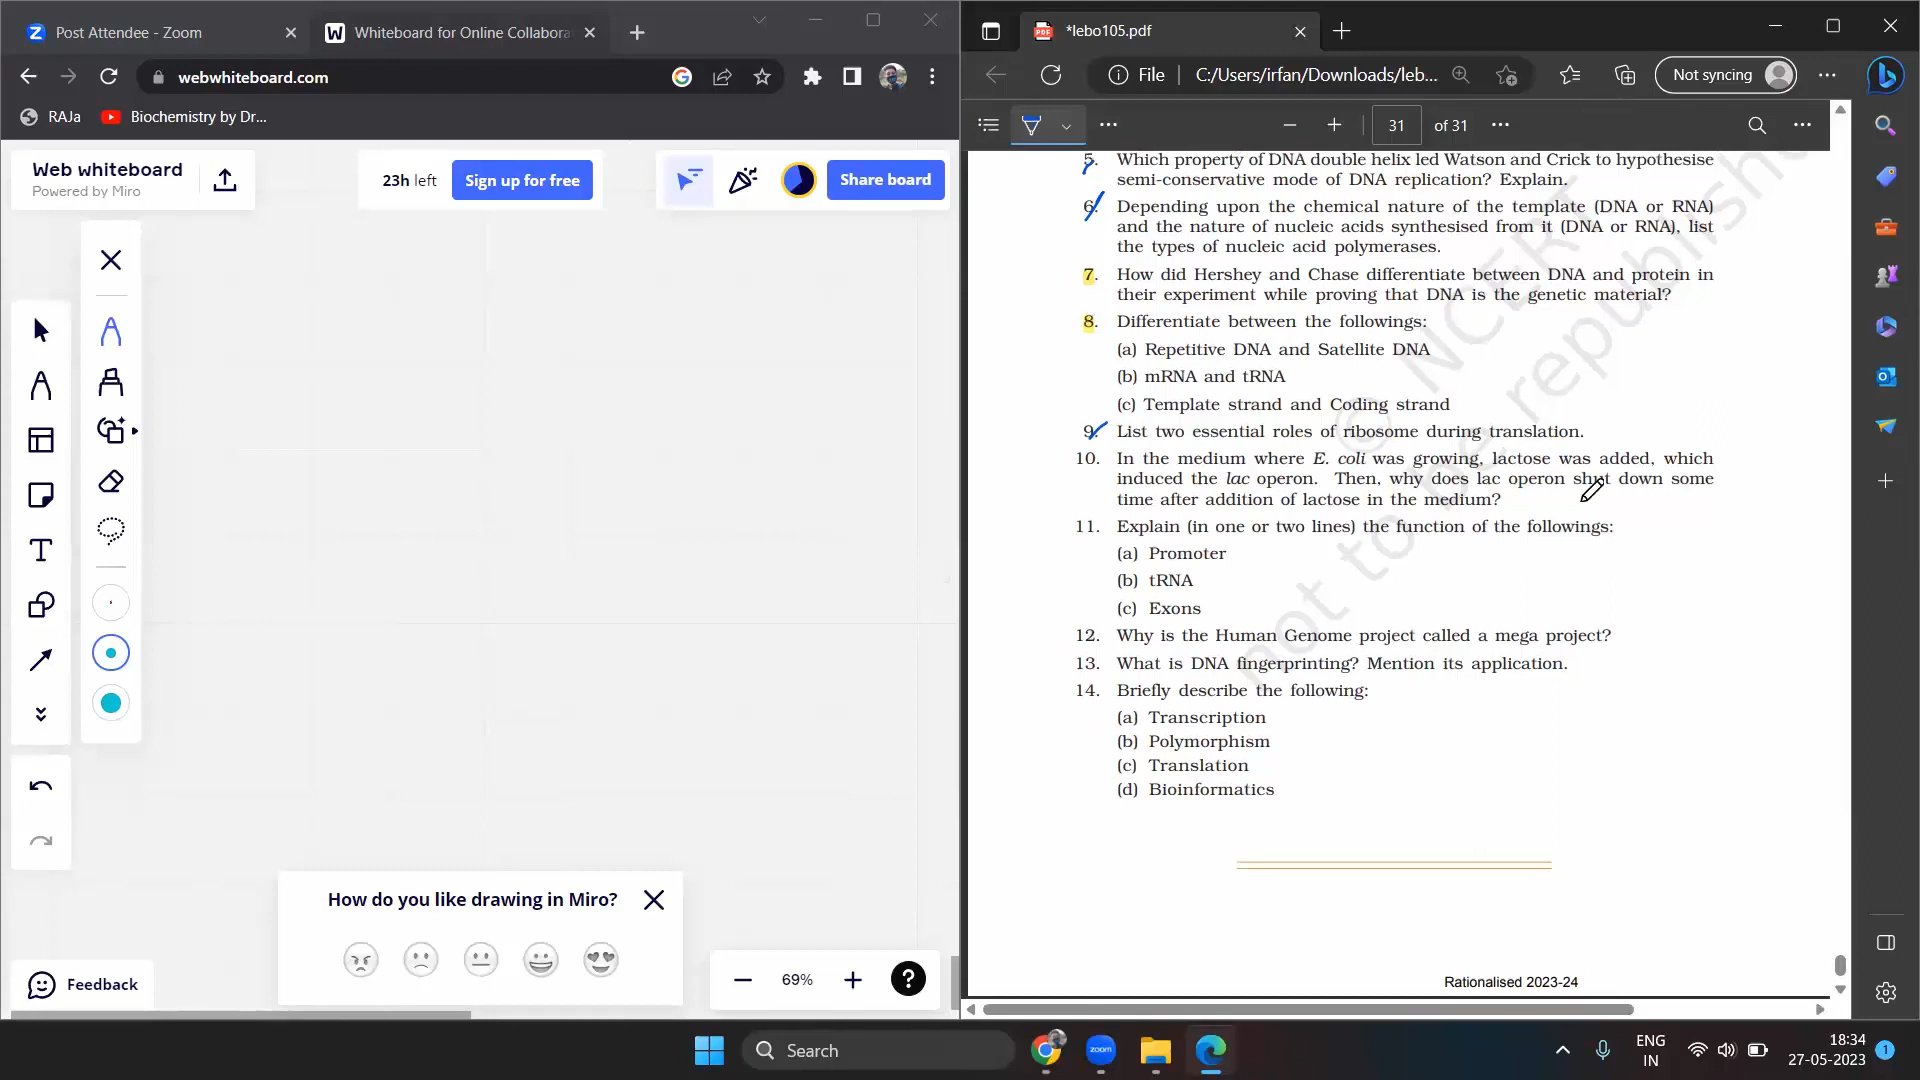 Post Attendee - Zoom
Whiteboard for Online Collabora
webwhiteboard.com
RAJa
Biochemistry by Dr...
Web whiteboard
Powered by Miro
23h left
Sign up for free
Share board
How do you like drawing in Miro?
Feedback
69%
*lebo105.pdf
File
C:/Users/irfan/Downloads/leb...
Not syncing
31
of 31
5. Which property of DNA double helix led Watson and Crick to hypothesise
semi-conservative mode of DNA replication? Explain.
6. Depending upon the chemical nature of the template (DNA or RNA)
and the nature of nucleic acids synthesised from it (DNA or RNA), list
the types of nucleic acid polymerases.
7. How did Hershey and Chase differentiate between DNA and protein in
their experiment while proving that DNA is the genetic material?
8. Differentiate between the followings:
(a) Repetitive DNA and Satellite DNA
(b) mRNA and tRNA
(c) Template strand and Coding strand
9. List two essential roles of ribosome during translation.
10. In the medium where E. coli was growing, lactose was added, which
induced the lac operon. Then, why does lac operon shut down some
time after addition of lactose in the medium?
11. Explain (in one or two lines) the function of the followings:
(a) Promoter
(b) tRNA
(c) Exons
12. Why is the Human Genome project called a mega project?
13. What is DNA fingerprinting? Mention its application.
14. Briefly describe the following:
(a) Transcription
(b) Polymorphism
(c) Translation
(d) Bioinformatics
© NCERT
not to be republish
Rationalised 2023-24
Search
zoom
ENG
IN
18:34
27-05-2023
1